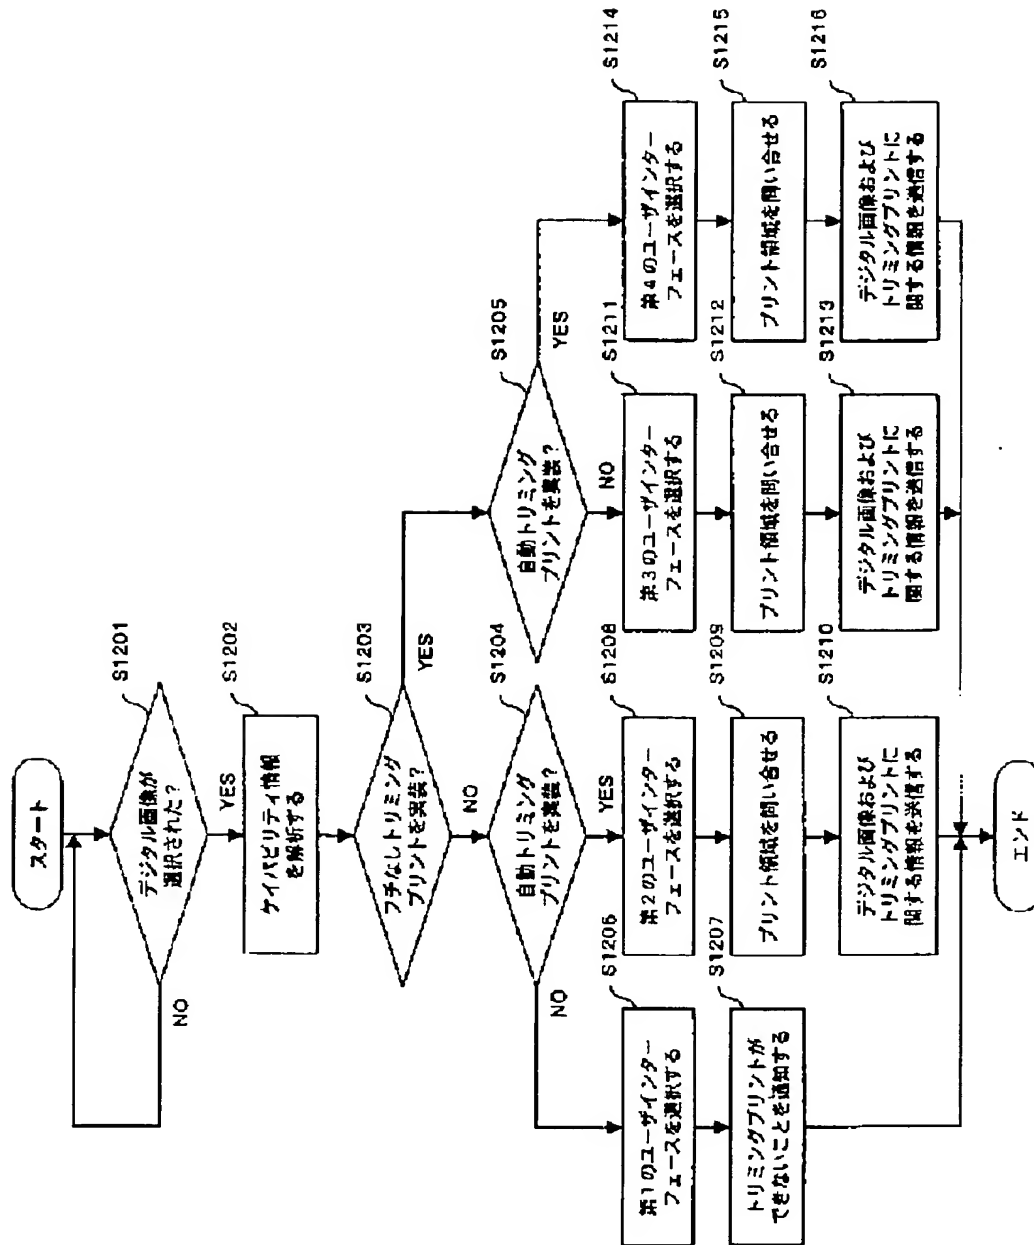 スタート
S1201
デジタル画像が
選択された？
NO
YES
S1202
ケイパビリティ情報
を解析する
S1203
フチなしトリミング
プリントを実装？
YES
NO
S1204
自動トリミング
プリントを実装？
NO
YES
S1205
自動トリミング
プリントを実装？
YES
NO
S1206
第1のユーザインター
フェースを選択する
S1207
トリミングプリントが
できないことを通知する
S1208
第2のユーザインター
フェースを選択する
S1209
プリント領域を問い合せる
S1210
デジタル画像および
トリミングプリントに
関する情報を送信する
S1211
第3のユーザインター
フェースを選択する
S1212
プリント領域を問い合せる
S1213
デジタル画像および
トリミングプリントに
関する情報を送信する
S1214
第4のユーザインター
フェースを選択する
S1215
プリント領域を問い合せる
S1216
デジタル画像および
トリミングプリントに
関する情報を送信する
エンド